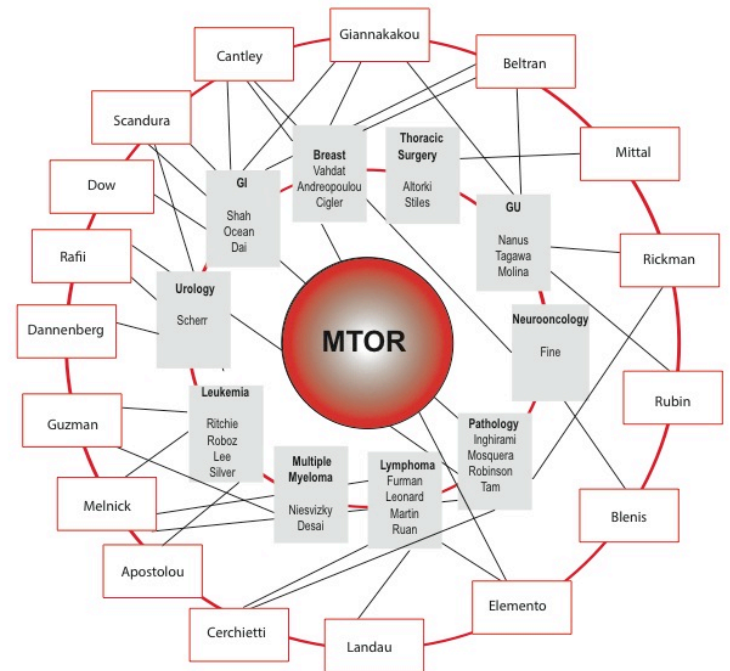 Giannakakou
Cantley
Beltran
Scandura
Mittal
Dow
Rafii
Rickman
Dannenberg
Rubin
Guzman
Melnick
Blenis
Apostolou
Elemento
Cerchietti
Landau
Breast
Vahdat
Andreopoulou
Cigler
Thoracic
Surgery
Altorki
Stiles
GI
Shah
Ocean
Dai
GU
Nanus
Tagawa
Molina
Urology
Scherr
Neurooncology
Fine
MTOR
Leukemia
Ritchie
Roboz
Lee
Silver
Multiple
Myeloma
Niesvizky
Desai
Lymphoma
Furman
Leonard
Martin
Ruan
Pathology
Inghirami
Mosquera
Robinson
Tam